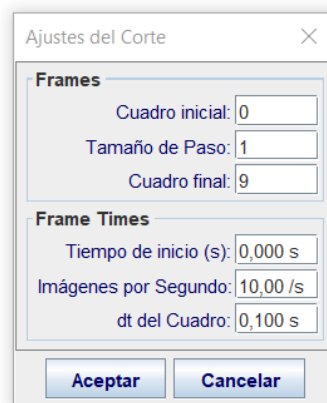 Ajustes del Corte
Frames
Cuadro inicial: 0
Tamaño de Paso: 1
Cuadro final: 9
Frame Times
Tiempo de inicio (s): 0,000 s
Imágenes por Segundo: 10,00 /s
dt del Cuadro: 0,100 s
Aceptar Cancelar